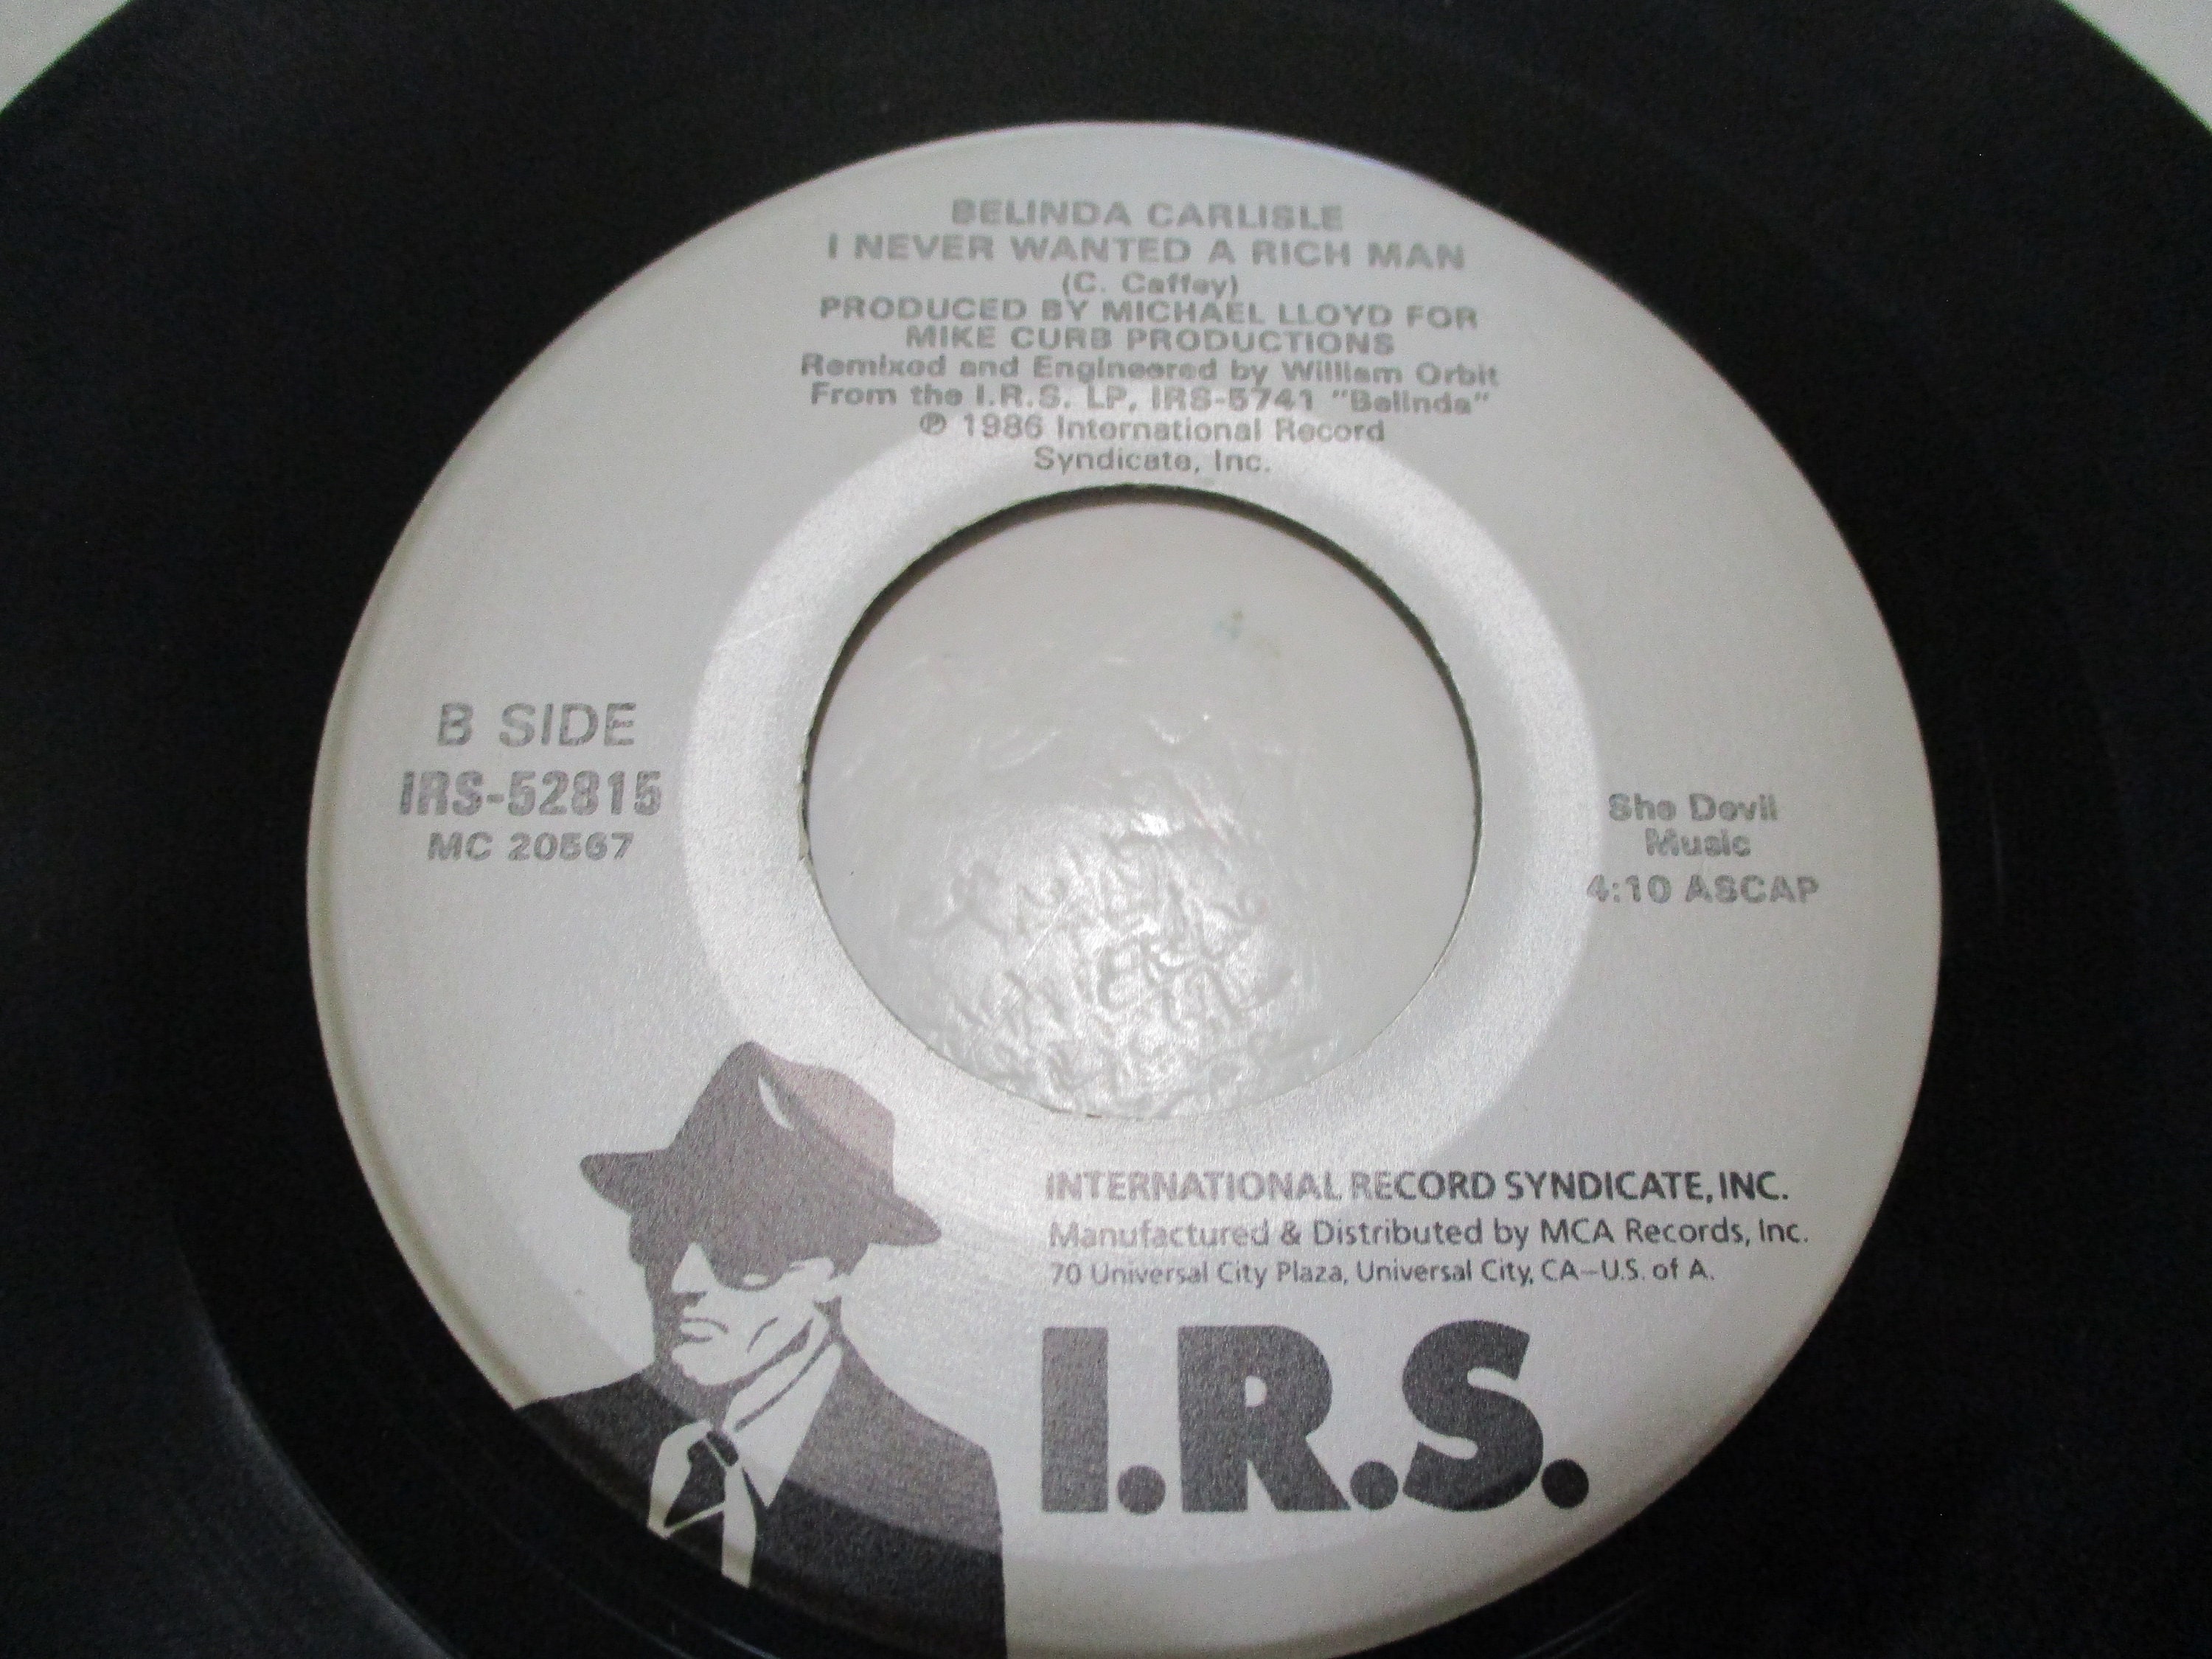 BELINDA CARLISLE
I NEVER WANTED A RICH MAN
(C. Caffey)
PRODUCED BY MICHAEL LLOYD FOR
MIKE CURB PRODUCTIONS
Remixed and Engineered by William Orbit
From the I.R.S. LP, IRS-5741 "Belinda"
℗ 1986 International Record
Syndicate, Inc.
B SIDE
IRS-52815
MC 20567
She Devil
Music
4:10 ASCAP
INTERNATIONAL RECORD SYNDICATE, INC.
Manufactured & Distributed by MCA Records, Inc.
70 Universal City Plaza, Universal City, CA–U.S. of A.
I.R.S.